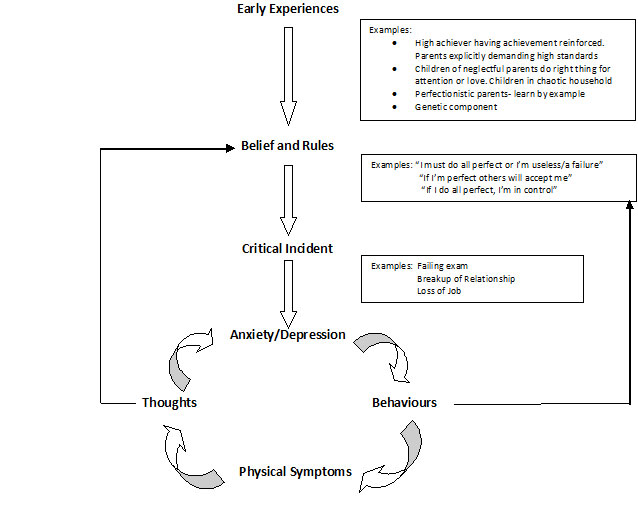 Early Experiences
Examples:
● High achiever having achievement reinforced.
Parents explicitly demanding high standards
● Children of neglectful parents do right thing for
attention or love. Children in chaotic household
● Perfectionistic parents- learn by example
● Genetic component
Belief and Rules
Examples: “I must do all perfect or I’m useless/a failure”
“If I’m perfect others will accept me”
“If I do all perfect, I’m in control”
Critical Incident
Examples: Failing exam
Breakup of Relationship
Loss of Job
Anxiety/Depression
Thoughts
Behaviours
Physical Symptoms